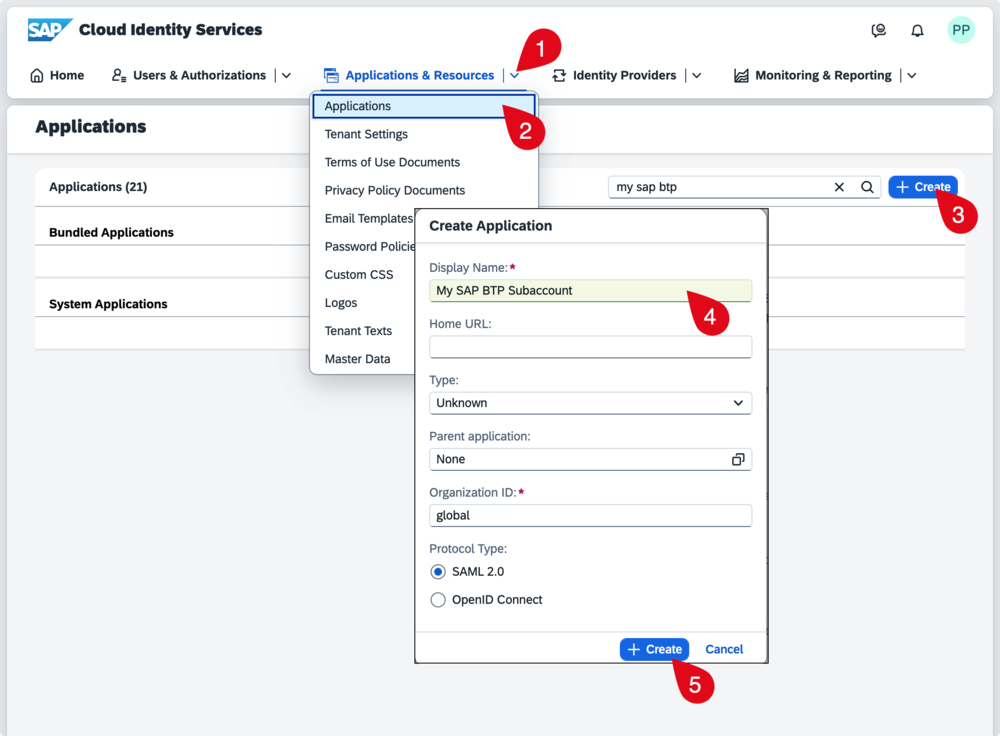 SAP Cloud Identity Services
PP
Home
Users & Authorizations
Applications & Resources
Identity Providers
Monitoring & Reporting
1
Applications
2
Tenant Settings
Terms of Use Documents
Privacy Policy Documents
Email Templates
Password Policie
Custom CSS
Logos
Tenant Texts
Master Data
Applications
Applications (21)
my sap btp
Create
3
Bundled Applications
System Applications
Create Application
Display Name:*
My SAP BTP Subaccount
4
Home URL:
Type:
Unknown
Parent application:
None
Organization ID:*
global
Protocol Type:
SAML 2.0
OpenID Connect
Create
Cancel
5